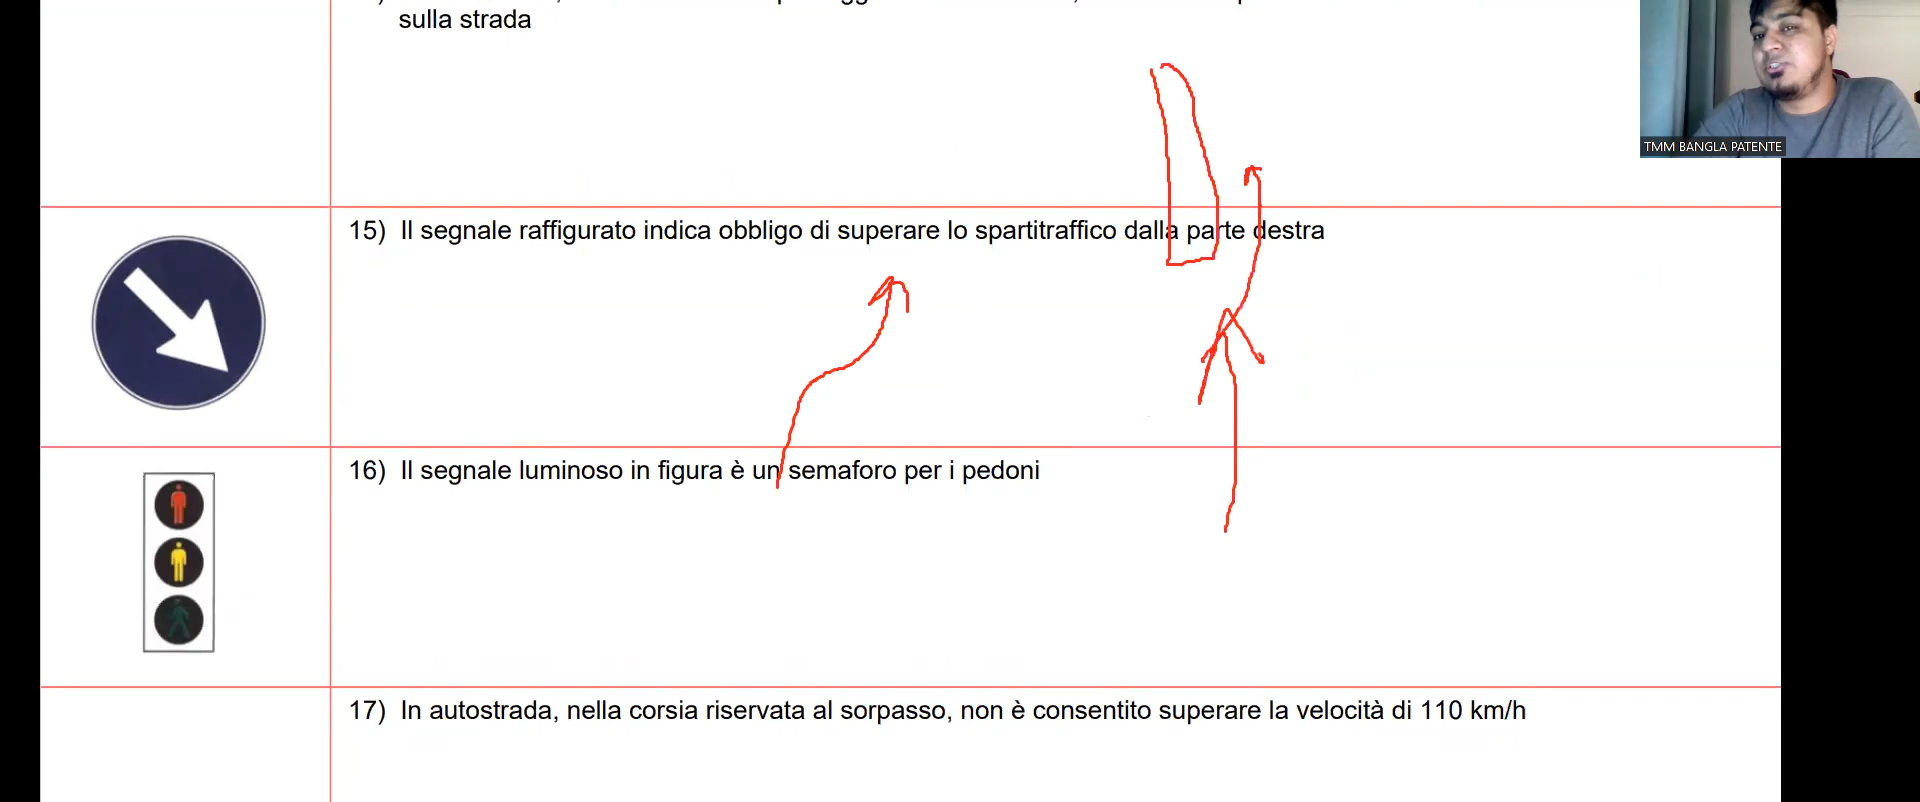 sulla strada
TMM BANGLA PATENTE
15) Il segnale raffigurato indica obbligo di superare lo spartitraffico dalla parte destra
16) Il segnale luminoso in figura è un semaforo per i pedoni
17) In autostrada, nella corsia riservata al sorpasso, non è consentito superare la velocità di 110 km/h